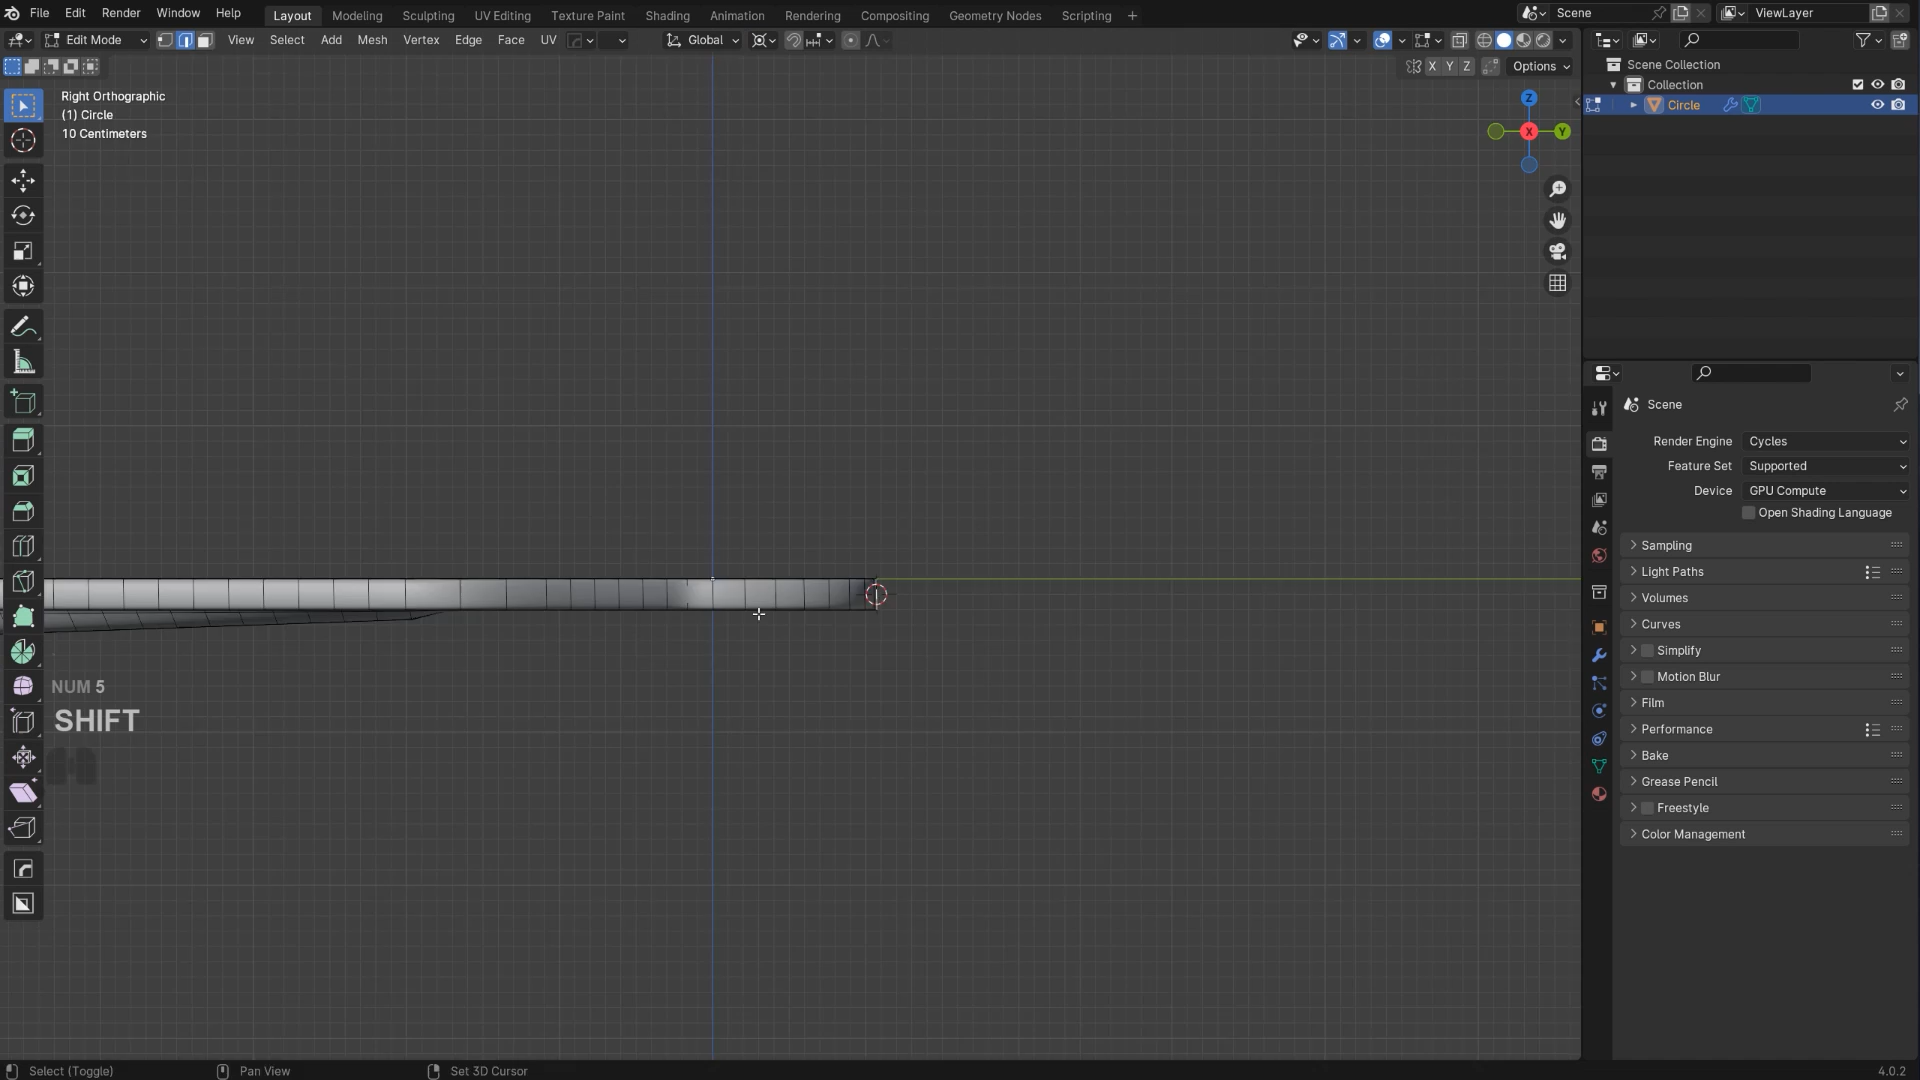 File Edit Render Window Help Layout Modeling Sculpting UV Editing Texture Paint Shading Animation Rendering Compositing Geometry Nodes Scripting + Scene ViewLayer
Edit Mode View Select Add Mesh Vertex Edge Face UV Global
X Y Z Options
Scene Collection
Collection
Circle
Right Orthographic
(1) Circle
10 Centimeters
Z
X
Y
Scene
Render Engine Cycles
Feature Set Supported
Device GPU Compute
Open Shading Language
Sampling
Light Paths
Volumes
Curves
Simplify
Motion Blur
Film
Performance
Bake
Grease Pencil
Freestyle
Color Management
NUM 5
SHIFT
Select (Toggle) Pan View Set 3D Cursor 4.0.2